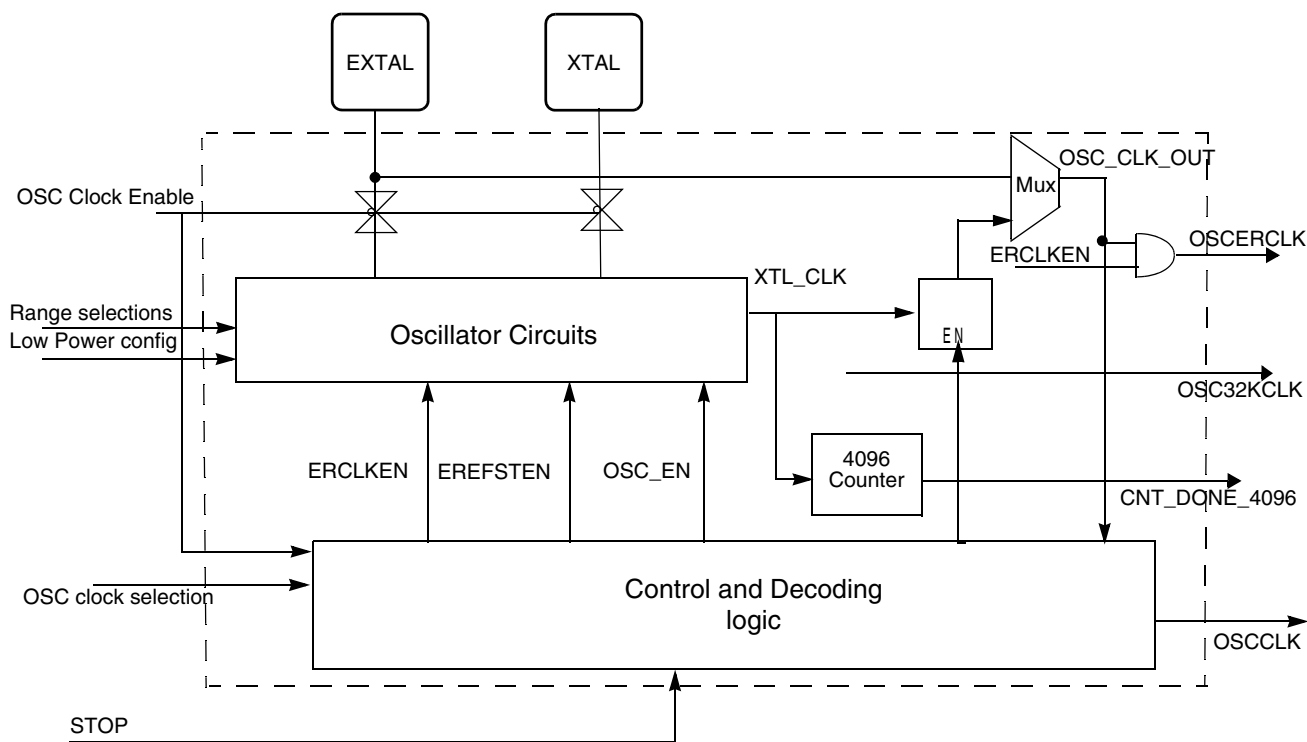 EXTAL
XTAL
OSC_CLK_OUT
Mux
OSC Clock Enable
ERCLKEN
OSCERCLK
XTL_CLK
Range selections
Oscillator Circuits
Low Power config
EN
OSC32KCLK
4096
Counter
ERCLKEN
EREFSTEN
OSC_EN
CNT_DONE_4096
Control and Decoding
logic
OSC clock selection
OSCCLK
STOP